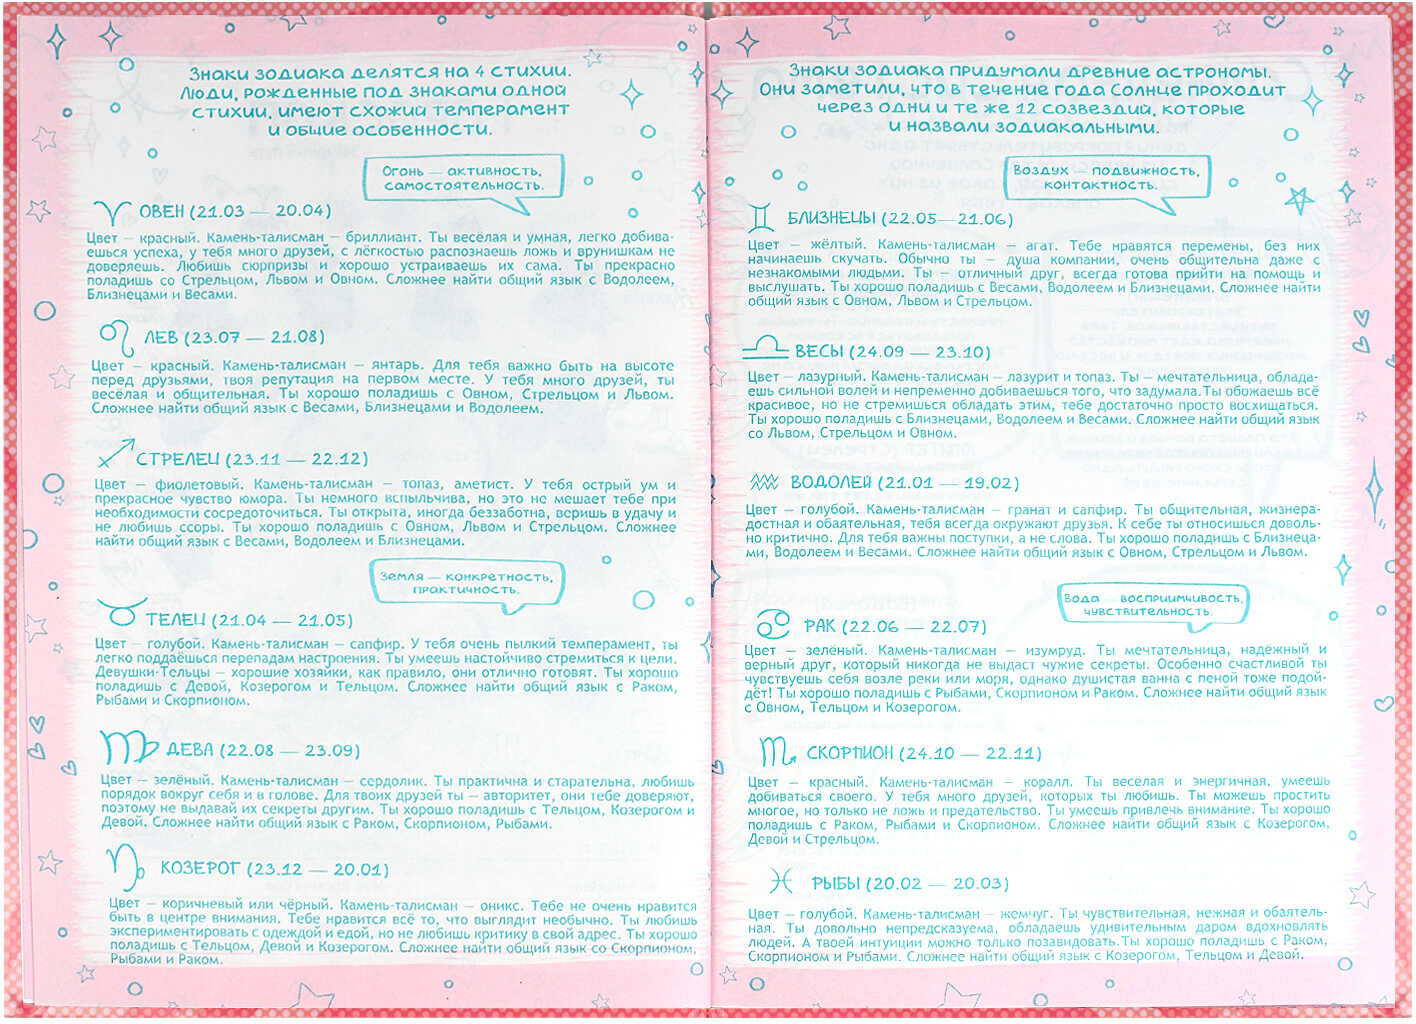 Знаки зодиака делятся на 4 стихии.
Люди, рожденные под знаками одной
стихии, имеют схожий темперамент
и общие особенности.
Огонь — активность,
самостоятельность.
ОВЕН (21.03 — 20.04)
Цвет — красный. Камень-талисман — бриллиант. Ты весёлая и умная, легко добива-
ешься успеха, у тебя много друзей, с лёгкостью распознаешь ложь и врунишкам не
доверяешь. Любишь сюрпризы и хорошо устраиваешь их сама. Ты прекрасно
поладишь со Стрельцом, Львом и Овном. Сложнее найти общий язык с Водолеем,
Близнецами и Весами.
ЛЕВ (23.07 — 21.08)
Цвет — красный. Камень-талисман — янтарь. Для тебя важно быть на высоте
перед друзьями, твоя репутация на первом месте. У тебя много друзей, ты
весёлая и общительная. Ты хорошо поладишь с Овном, Стрельцом и Львом.
Сложнее найти общий язык с Весами, Близнецами и Водолеем.
СТРЕЛЕЦ (23.11 — 22.12)
Цвет — фиолетовый. Камень-талисман — топаз, аметист. У тебя острый ум и
прекрасное чувство юмора. Ты немного вспыльчива, но это не мешает тебе при
необходимости сосредоточиться. Ты открыта, иногда беззаботна, веришь в удачу и
не любишь ссоры. Ты хорошо поладишь с Овном, Львом и Стрельцом. Сложнее
найти общий язык с Весами, Водолеем и Близнецами.
Земля — конкретность,
практичность.
ТЕЛЕЦ (21.04 — 21.05)
Цвет — голубой. Камень-талисман — сапфир. У тебя очень пылкий темперамент, ты
легко поддаёшься перепадам настроения. Ты умеешь настойчиво стремиться к цели.
Девушки-Тельцы — хорошие хозяйки, как правило, они отлично готовят. Ты хорошо
поладишь с Девой, Козерогом и Тельцом. Сложнее найти общий язык с Раком,
Рыбами и Скорпионом.
ДЕВА (22.08 — 23.09)
Цвет — зелёный. Камень-талисман — сердолик. Ты практична и старательна, любишь
порядок вокруг себя и в голове. Для твоих друзей ты — авторитет, они тебе доверяют,
поэтому не выдавай их секреты другим. Ты хорошо поладишь с Тельцом, Козерогом и
Девой. Сложнее найти общий язык с Раком, Скорпионом, Рыбами.
КОЗЕРОГ (23.12 — 20.01)
Цвет — коричневый или чёрный. Камень-талисман — оникс. Тебе не очень нравится
быть в центре внимания. Тебе нравится всё то, что выглядит необычно. Ты любишь
экспериментировать с одеждой и едой, но не любишь критику в свой адрес. Ты хорошо
поладишь с Тельцом, Девой и Козерогом. Сложнее найти общий язык со Скорпионом,
Рыбами и Раком.
Знаки зодиака придумали древние астрономы.
Они заметили, что в течение года Солнце проходит
через одни и те же 12 созвездий, которые
и назвали зодиакальными.
Воздух — подвижность,
контактность.
БЛИЗНЕЦЫ (22.05—21.06)
Цвет — жёлтый. Камень-талисман — агат. Тебе нравятся перемены, без них
начинаешь скучать. Обычно ты — душа компании, очень общительна даже с
незнакомыми людьми. Ты — отличный друг, всегда готова прийти на помощь и
выслушать. Ты хорошо поладишь с Весами, Водолеем и Близнецами. Сложнее найти
общий язык с Овном, Львом и Стрельцом.
ВЕСЫ (24.09 — 23.10)
Цвет — лазурный. Камень-талисман — лазурит и топаз. Ты — мечтательница, облада-
ешь сильной волей и непременно добиваешься того, что задумала.Ты обожаешь всё
красивое, но не стремишься обладать этим, тебе достаточно просто восхищаться.
Ты хорошо поладишь с Близнецами, Водолеем и Весами. Сложнее найти общий язык
со Львом, Стрельцом и Овном.
ВОДОЛЕЙ (21.01 — 19.02)
Цвет — голубой. Камень-талисман — гранат и сапфир. Ты общительная, жизнера-
достная и обаятельная, тебя всегда окружают друзья. К себе ты относишься доволь-
но критично. Для тебя важны поступки, а не слова. Ты хорошо поладишь с Близнеца-
ми, Водолеем и Весами. Сложнее найти общий язык с Овном, Стрельцом и Львом.
Вода — восприимчивость,
чувствительность.
РАК (22.06 — 22.07)
Цвет — зелёный. Камень-талисман — изумруд. Ты мечтательница, надёжный и
верный друг, который никогда не выдаст чужие секреты. Особенно счастливой ты
чувствуешь себя возле реки или моря, однако душистая ванна с пеной тоже подой-
дёт! Ты хорошо поладишь с Рыбами, Скорпионом и Раком. Сложнее найти общий язык
с Овном, Тельцом и Козерогом.
СКОРПИОН (24.10 — 22.11)
Цвет — красный. Камень-талисман — коралл. Ты весёлая и энергичная, умеешь
добиваться своего. У тебя много друзей, которых ты любишь. Ты можешь простить
многое, но только не ложь и предательство. Ты умеешь привлечь внимание. Ты хорошо
поладишь с Раком, Рыбами и Скорпионом. Сложнее найти общий язык с Козерогом,
Девой и Стрельцом.
РЫБЫ (20.02 — 20.03)
Цвет — голубой. Камень-талисман — жемчуг. Ты чувствительная, нежная и обаятель-
ная. Ты довольно непредсказуема, обладаешь удивительным даром вдохновлять
людей. А твоей интуиции можно только позавидовать.Ты хорошо поладишь с Раком,
Скорпионом и Рыбами. Сложнее найти общий язык с Козерогом, Тельцом и Девой.